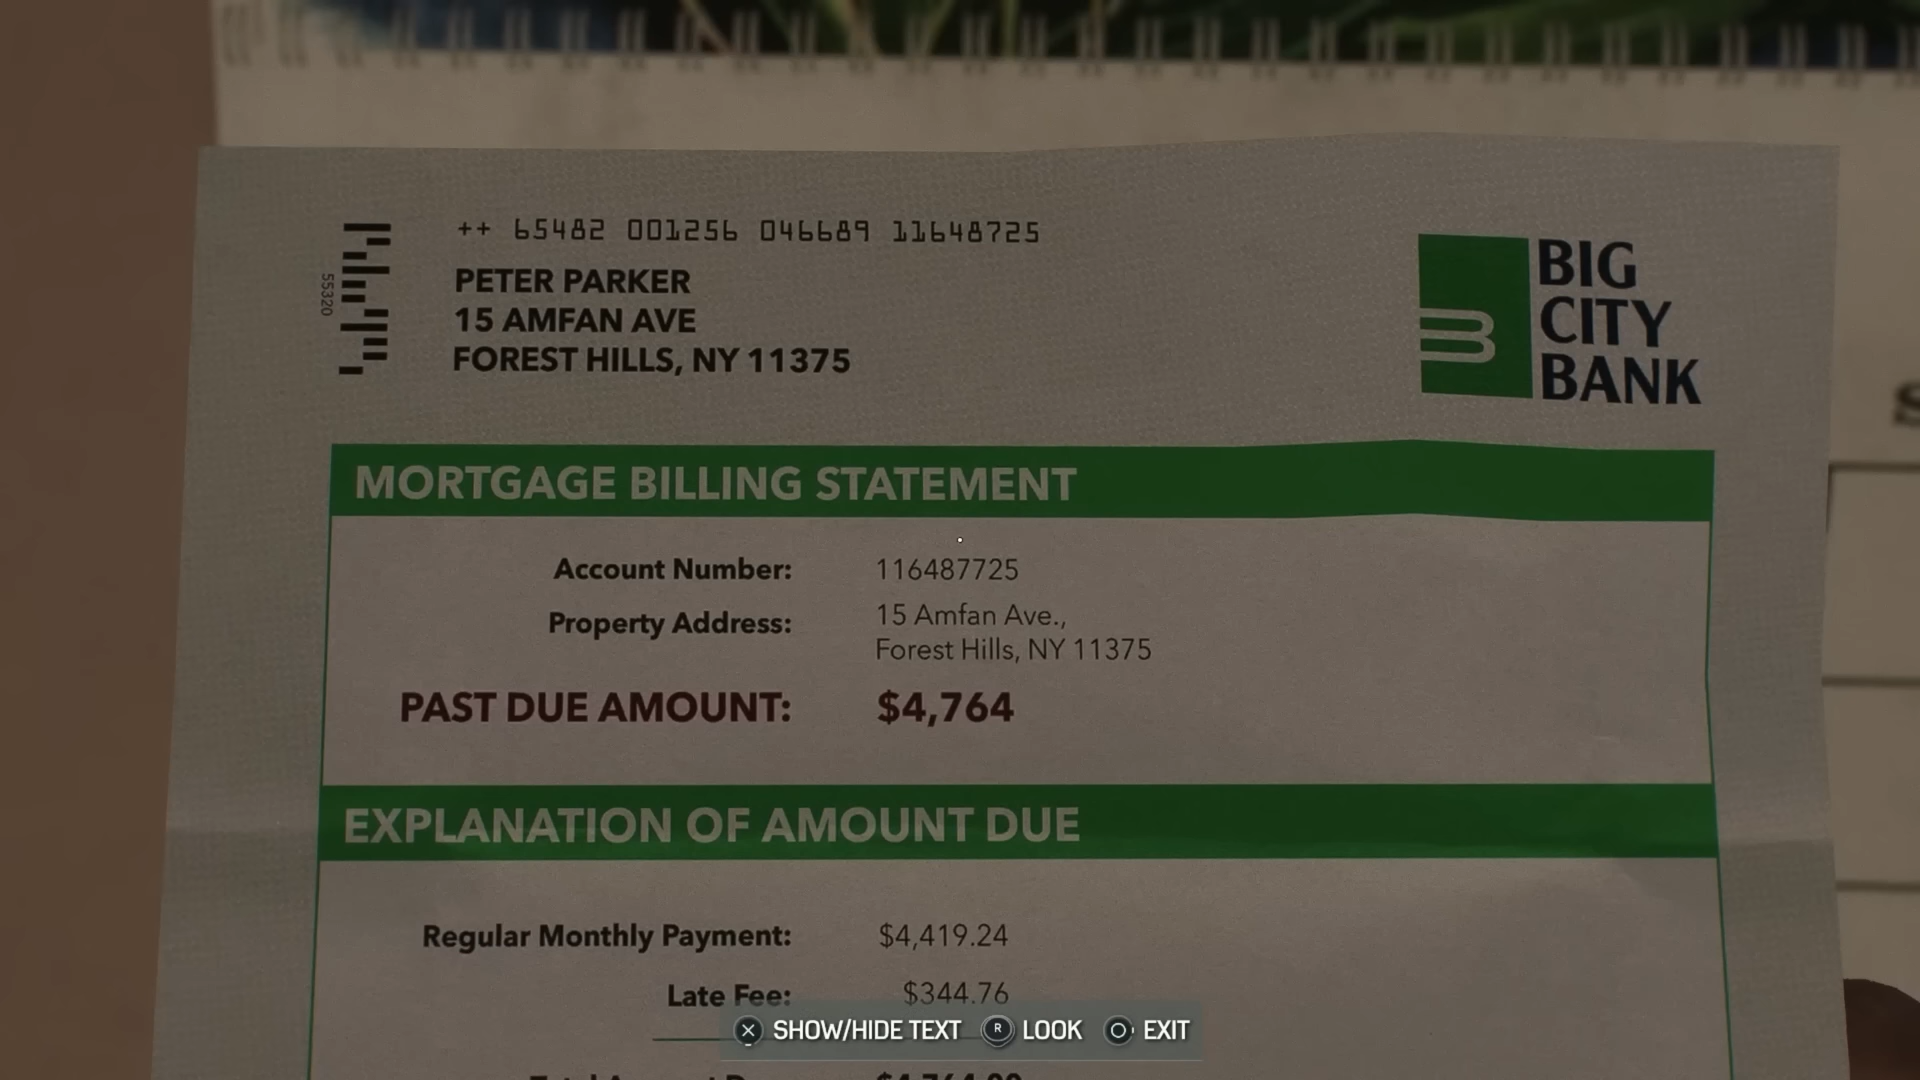 ++ 65482 001256 046689 11648725
55320
PETER PARKER
15 AMFAN AVE
FOREST HILLS, NY 11375
BIG
CITY
BANK
MORTGAGE BILLING STATEMENT
Account Number: 116487725
Property Address: 15 Amfan Ave.,
Forest Hills, NY 11375
PAST DUE AMOUNT: $4,764
EXPLANATION OF AMOUNT DUE
Regular Monthly Payment: $4,419.24
Late Fee: $344.76
SHOW/HIDE TEXT R LOOK EXIT